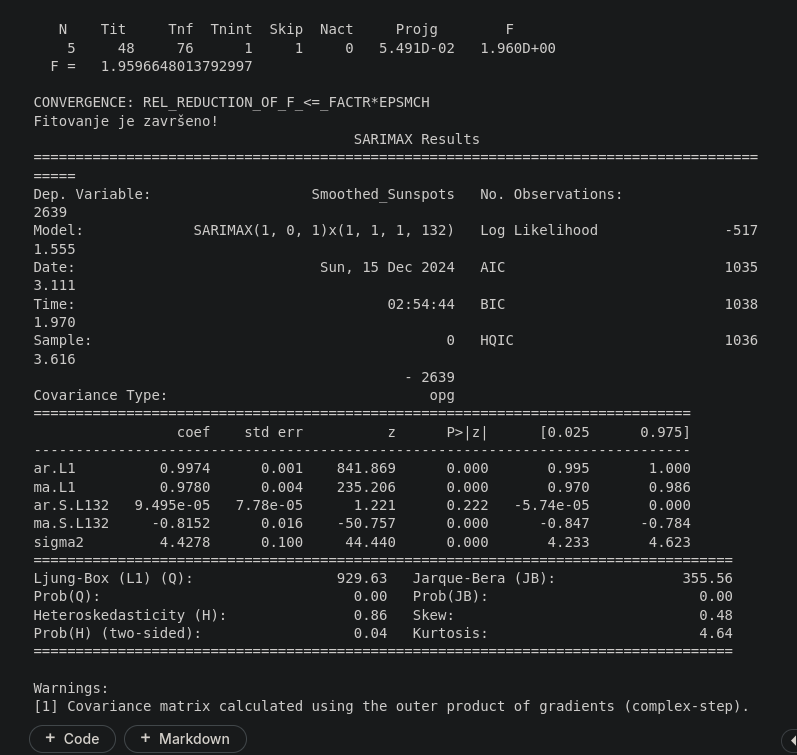 N Tit Tnf Tnint Skip Nact Projg F
5 48 76 1 1 0 5.491D-02 1.960D+00
F = 1.9596648013792997
CONVERGENCE: REL_REDUCTION_OF_F_<=_FACTR*EPSMCH
Fitovanje je završeno!
SARIMAX Results
======================================================================================
=====
Dep. Variable: Smoothed_Sunspots No. Observations:
2639
Model: SARIMAX(1, 0, 1)x(1, 1, 1, 132) Log Likelihood -517
1.555
Date: Sun, 15 Dec 2024 AIC 1035
3.111
Time: 02:54:44 BIC 1038
1.970
Sample: 0 HQIC 1036
3.616
- 2639
Covariance Type: opg
==============================================================================
coef std err z P>|z| [0.025 0.975]
------------------------------------------------------------------------------
ar.L1 0.9974 0.001 841.869 0.000 0.995 1.000
ma.L1 0.9780 0.004 235.206 0.000 0.970 0.986
ar.S.L132 9.495e-05 7.78e-05 1.221 0.222 -5.74e-05 0.000
ma.S.L132 -0.8152 0.016 -50.757 0.000 -0.847 -0.784
sigma2 4.4278 0.100 44.440 0.000 4.233 4.623
===================================================================================
Ljung-Box (L1) (Q): 929.63 Jarque-Bera (JB): 355.56
Prob(Q): 0.00 Prob(JB): 0.00
Heteroskedasticity (H): 0.86 Skew: 0.48
Prob(H) (two-sided): 0.04 Kurtosis: 4.64
===================================================================================
Warnings:
[1] Covariance matrix calculated using the outer product of gradients (complex-step).
+ Code + Markdown